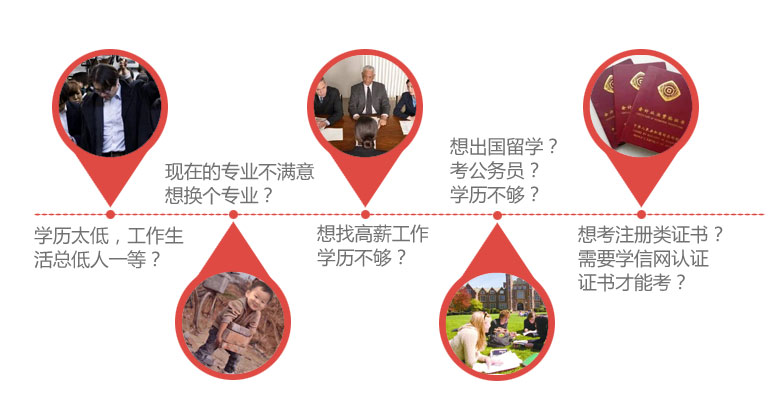 学历太低，工作生
活总低人一等？
现在的专业不满意
想换个专业？
想找高薪工作
学历不够？
想出国留学？
考公务员？
学历不够？
想考注册类证书？
需要学信网认证
证书才能考？